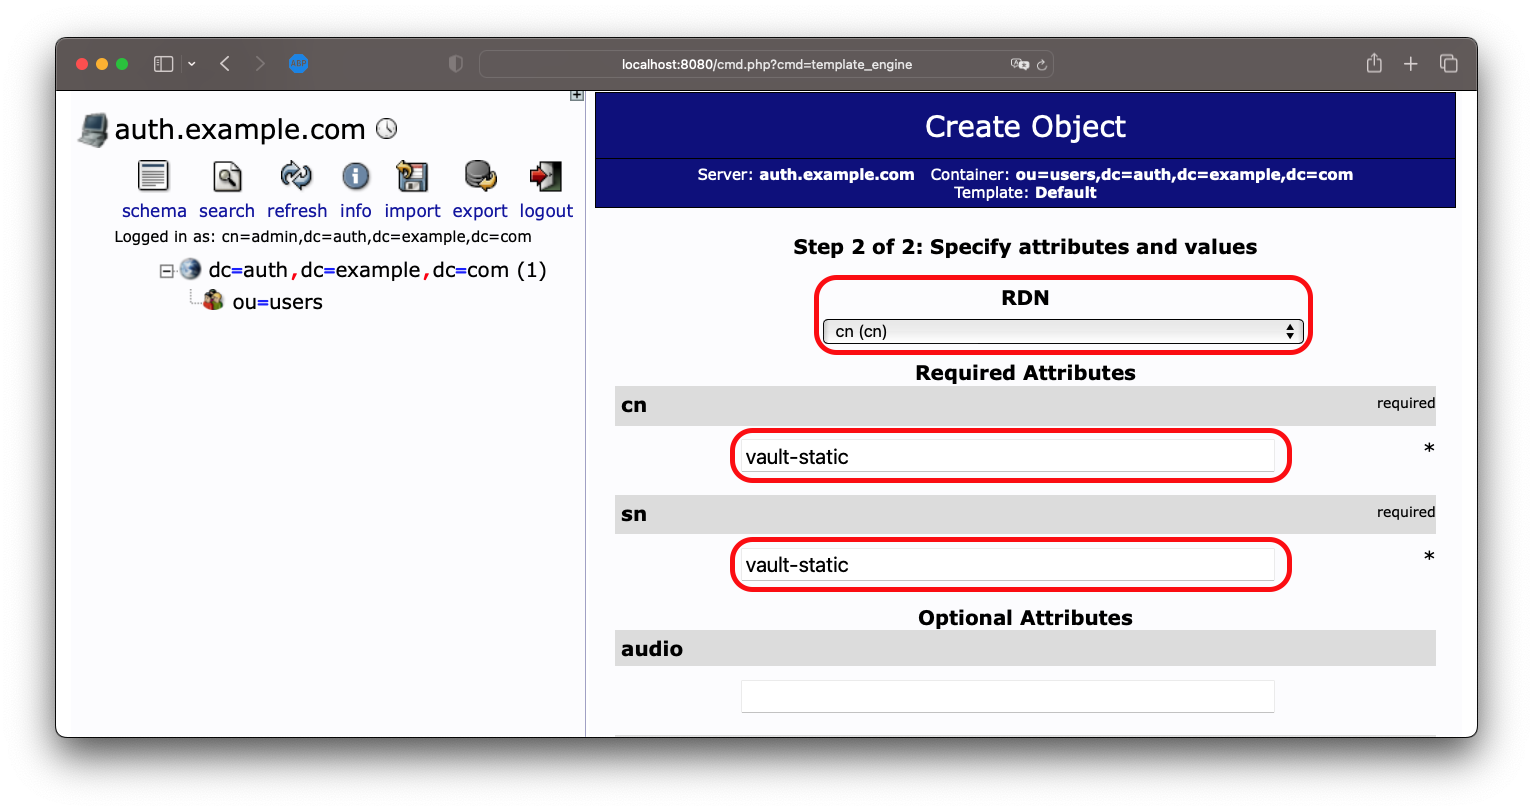 localhost:8080/cmd.php?cmd=template_engine
auth.example.com
schema search refresh info import export logout
Logged in as: cn=admin,dc=auth,dc=example,dc=com
dc=auth,dc=example,dc=com (1)
ou=users
Create Object
Server: auth.example.com Container: ou=users,dc=auth,dc=example,dc=com
Template: Default
Step 2 of 2: Specify attributes and values
RDN
cn (cn)
Required Attributes
cn required
vault-static *
sn required
vault-static *
Optional Attributes
audio